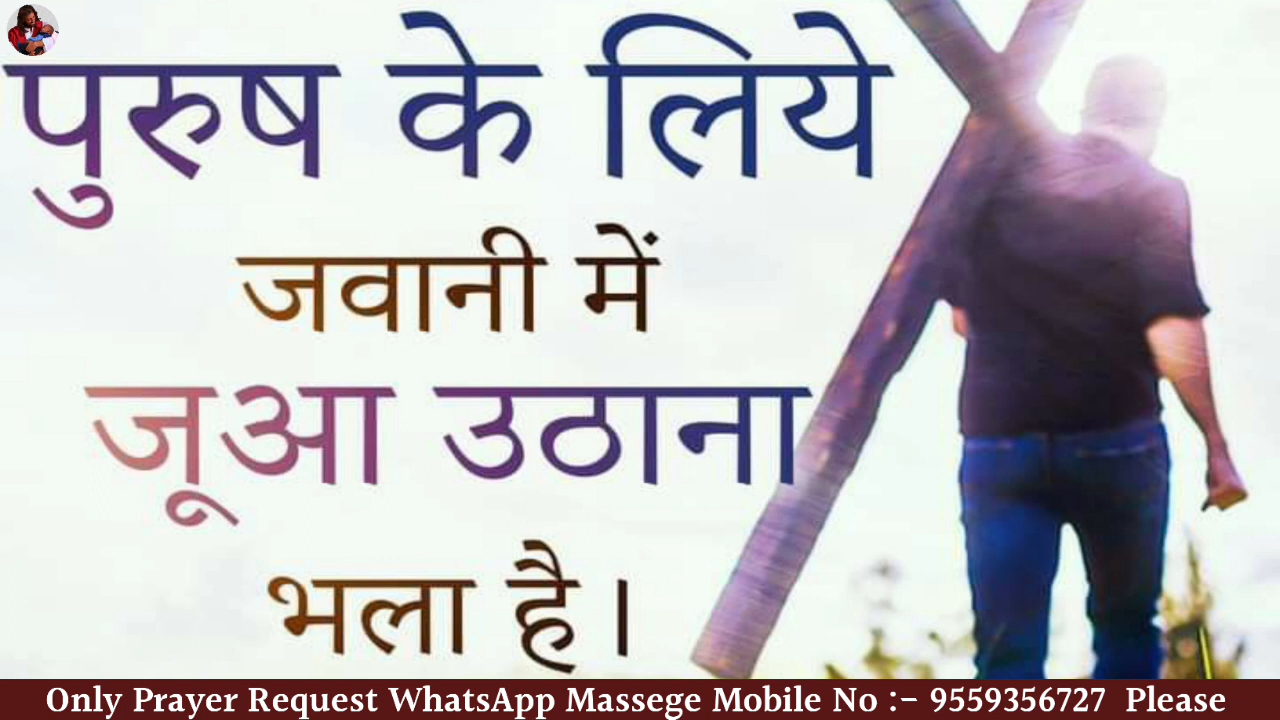 पुरुष के लिये
जवानी में
जूआ उठाना
भला है।
Only Prayer Request WhatsApp Massege Mobile No :- 9559356727 Please